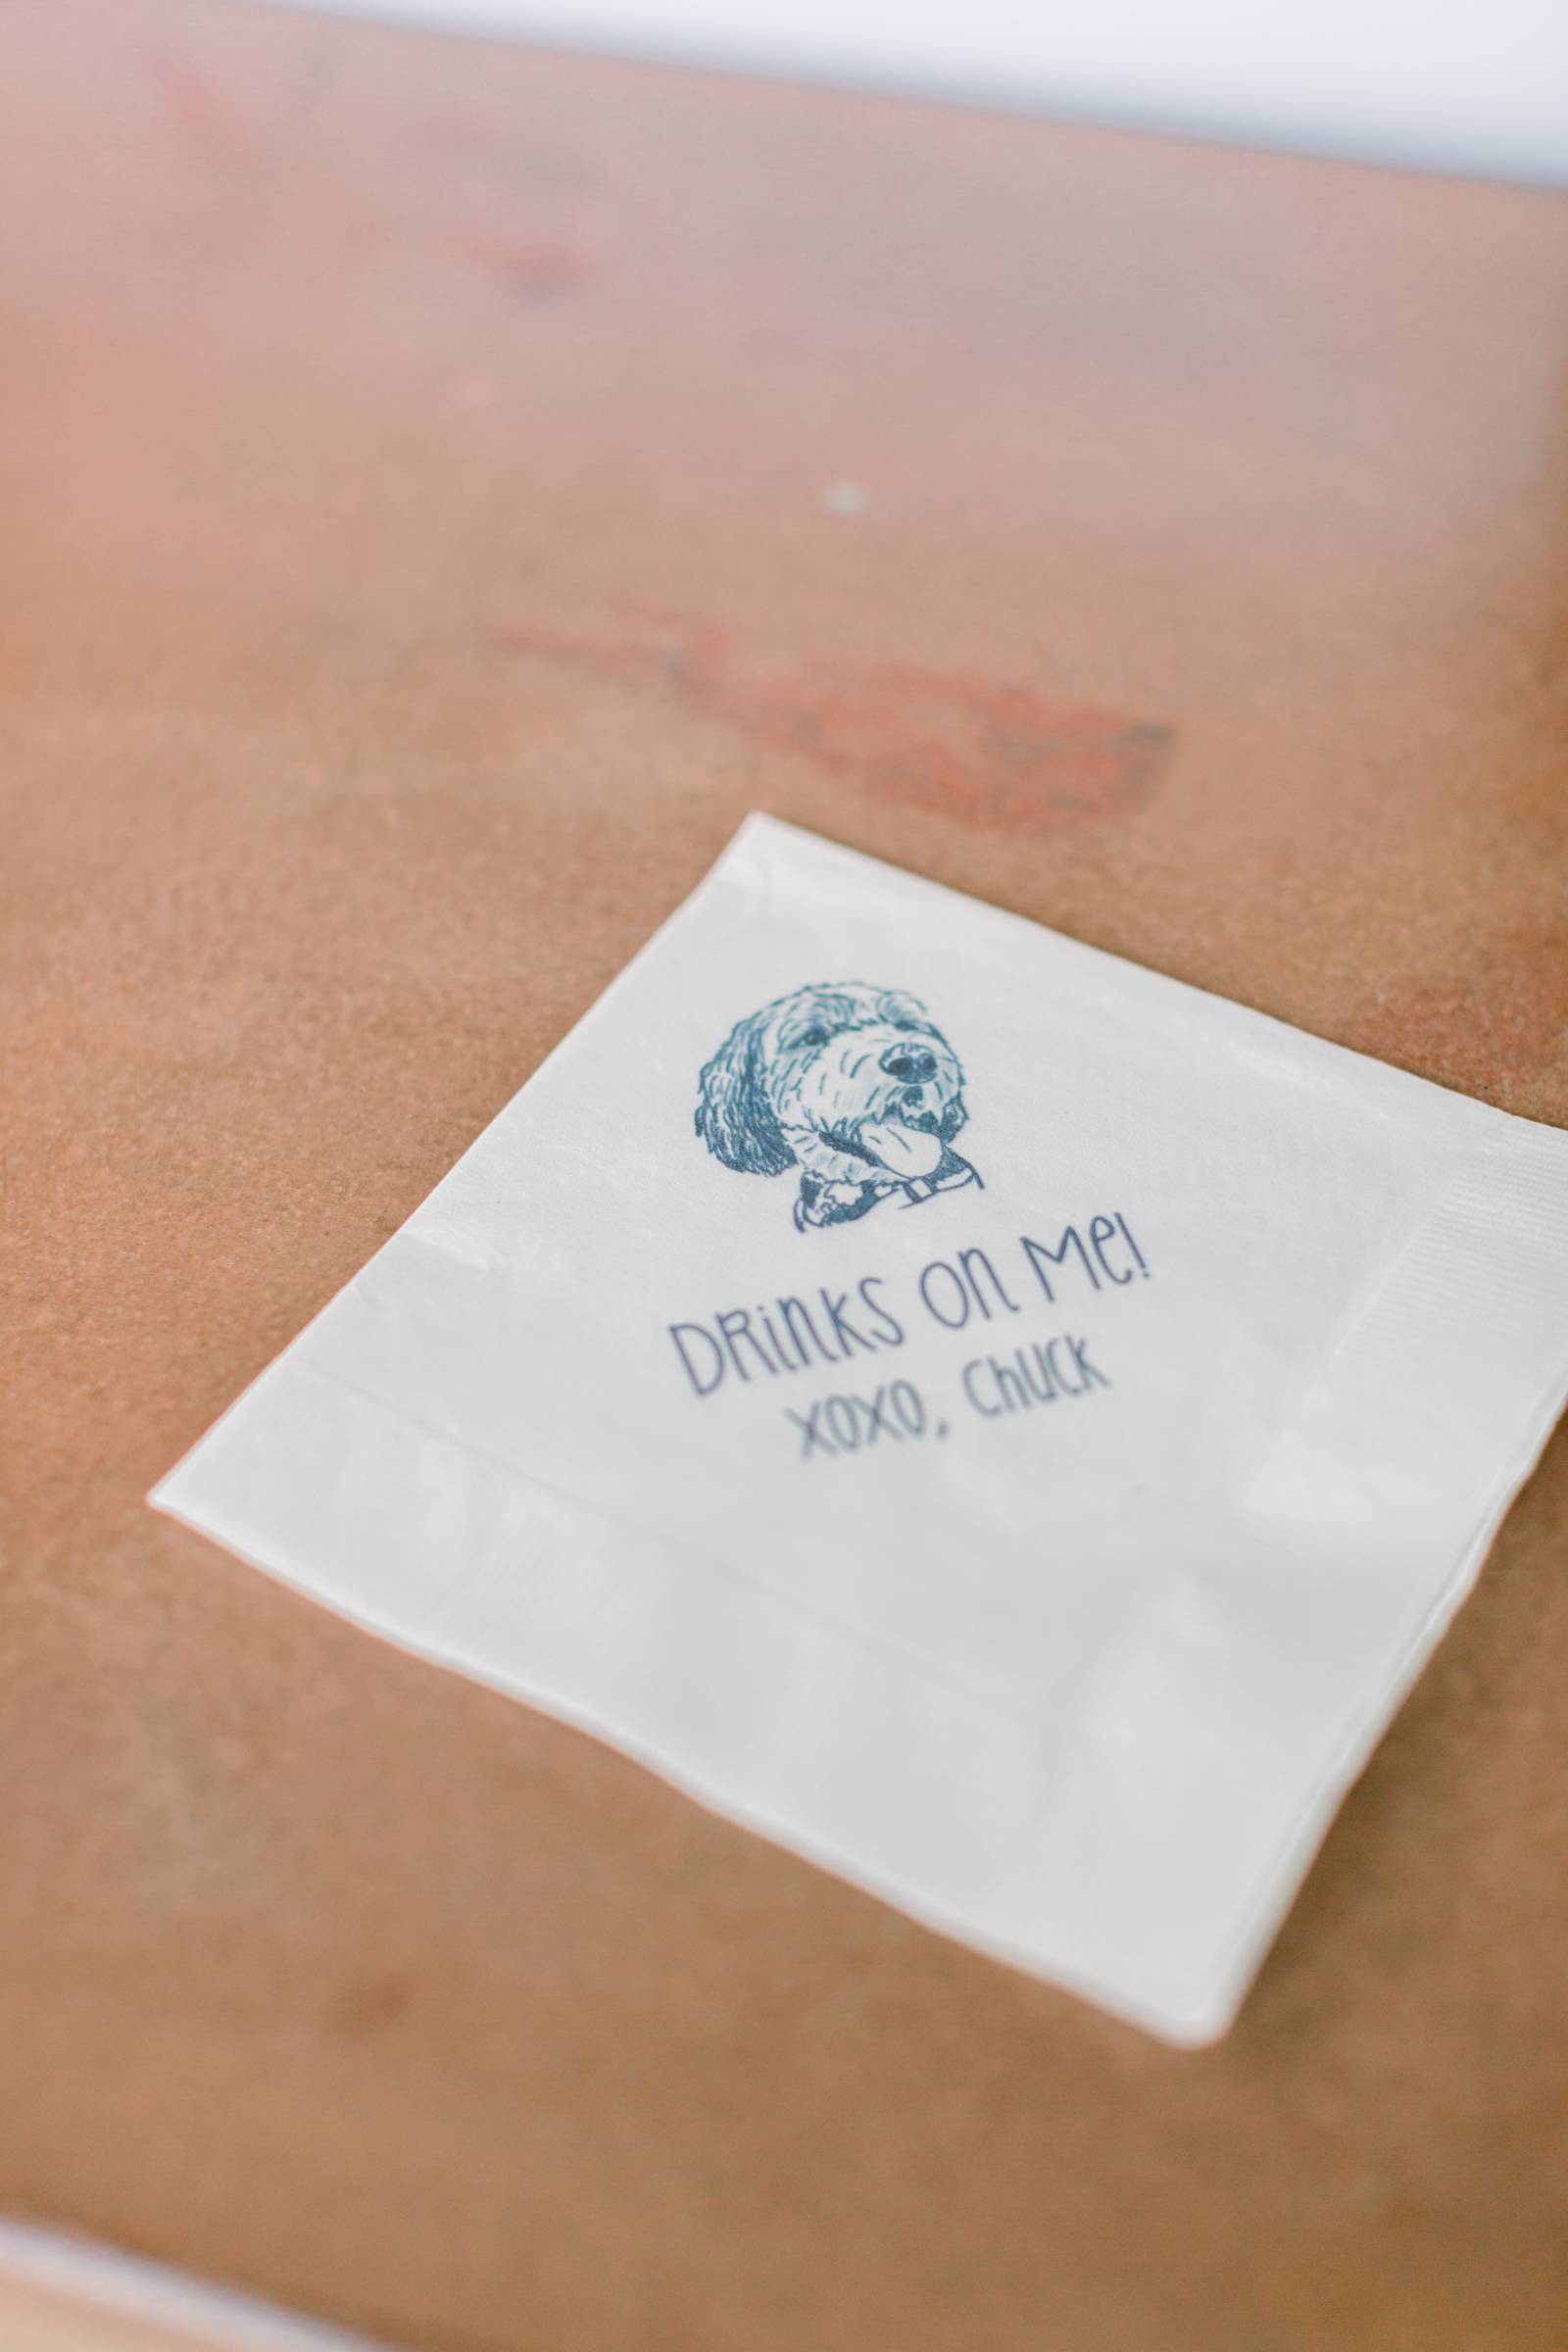 DRinKS on Me!
XOXO, ChUCK